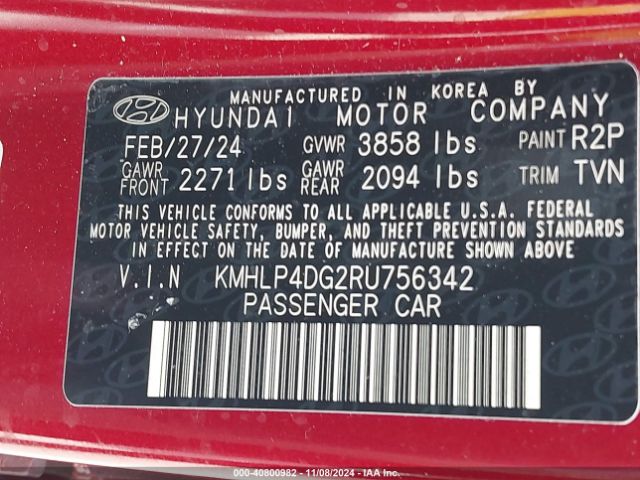 MANUFACTURED IN KOREA BY
HYUNDAI MOTOR COMPANY
FEB/27/24 GVWR 3858 lbs PAINT R2P
GAWR FRONT 2271 lbs GAWR REAR 2094 lbs TRIM TVN
THIS VEHICLE CONFORMS TO ALL APPLICABLE U.S.A. FEDERAL
MOTOR VEHICLE SAFETY, BUMPER, AND THEFT PREVENTION STANDARDS
IN EFFECT ON THE DATE OF MANUFACTURE SHOWN ABOVE
V.I.N KMHLP4DG2RU756342
PASSENGER CAR
000-40800982 - 11/08/2024 - IAA Inc.